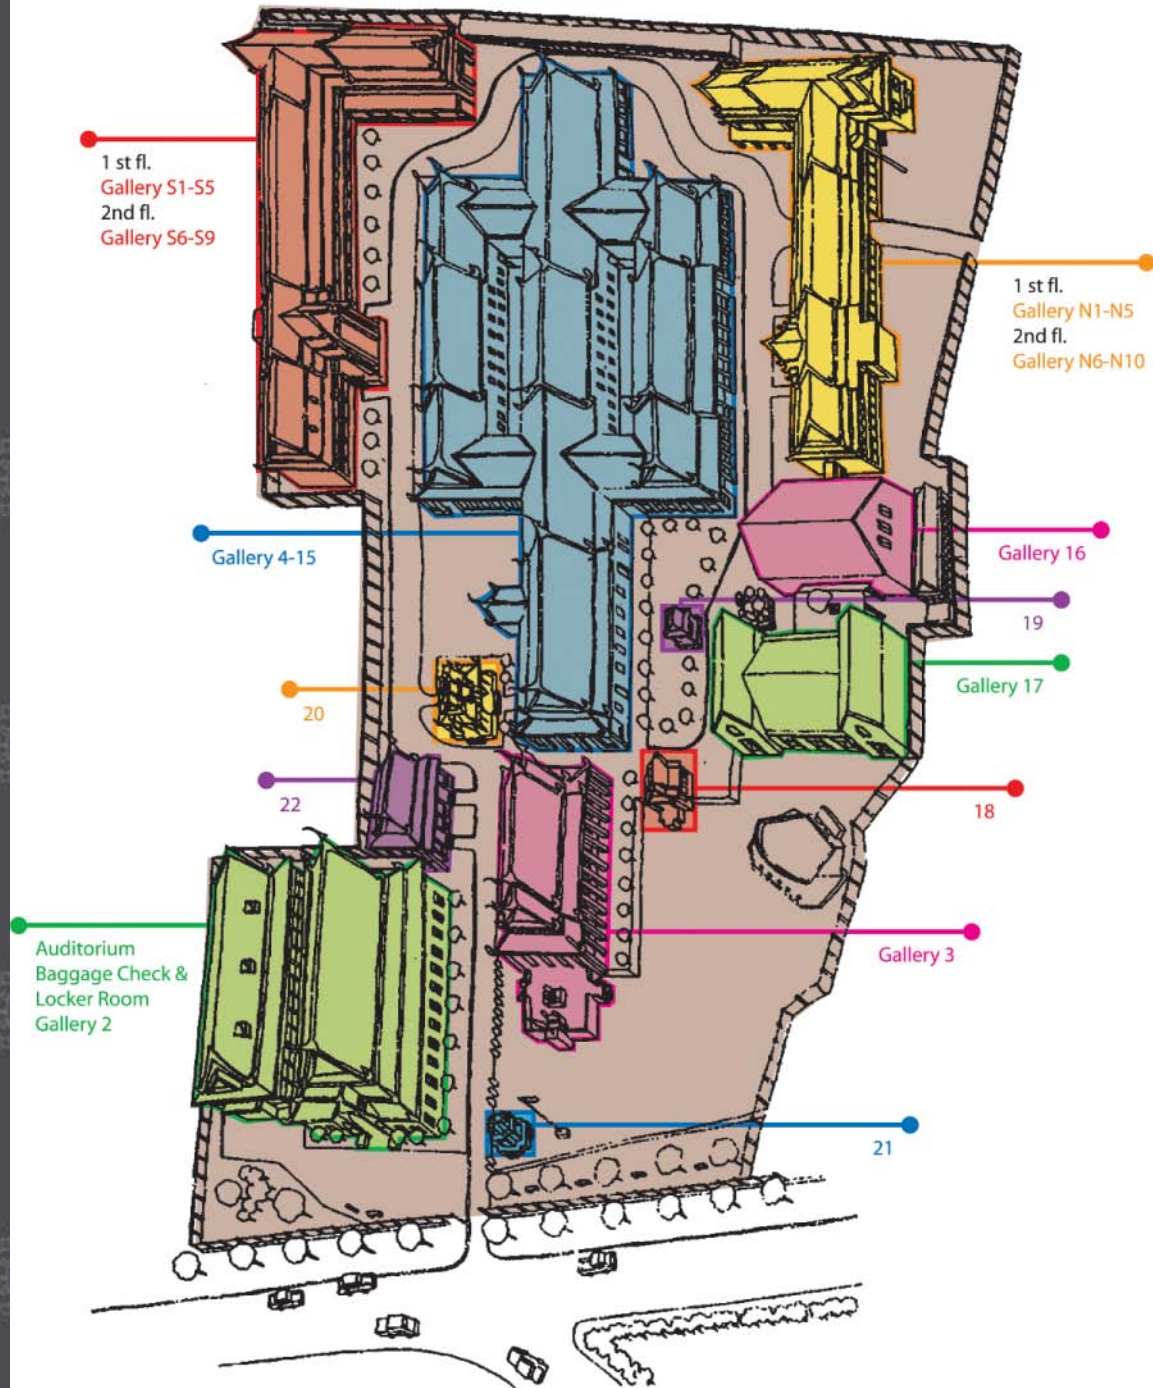 1 st fl.
Gallery S1-S5
2nd fl.
Gallery S6-S9
1 st fl.
Gallery N1-N5
2nd fl.
Gallery N6-N10
Gallery 4-15
Gallery 16
19
Gallery 17
20
22
18
Auditorium
Baggage Check &
Locker Room
Gallery 2
Gallery 3
21